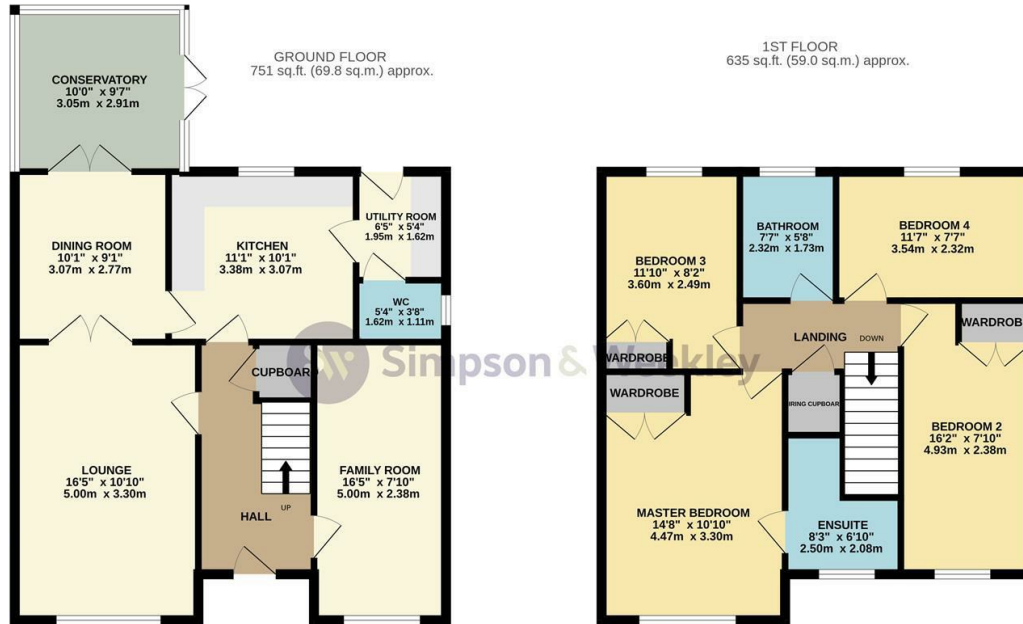 GROUND FLOOR
751 sq.ft. (69.8 sq.m.) approx.
CONSERVATORY
10'0" x 9'7"
3.05m x 2.91m
DINING ROOM
10'1" x 9'1"
3.07m x 2.77m
KITCHEN
11'1" x 10'1"
3.38m x 3.07m
UTILITY ROOM
6'5" x 5'4"
1.95m x 1.62m
WC
5'4" x 3'8"
1.62m x 1.11m
CUPBOARD
LOUNGE
16'5" x 10'10"
5.00m x 3.30m
HALL
UP
FAMILY ROOM
16'5" x 7'10"
5.00m x 2.38m
Simpson & Weekley
1ST FLOOR
635 sq.ft. (59.0 sq.m.) approx.
BEDROOM 3
11'10" x 8'2"
3.60m x 2.49m
BATHROOM
7'7" x 5'8"
2.32m x 1.73m
BEDROOM 4
11'7" x 7'7"
3.54m x 2.32m
WARDROBE
LANDING
DOWN
WARDROB
WARDROBE
IRING CUPBOAR
BEDROOM 2
16'2" x 7'10"
4.93m x 2.38m
MASTER BEDROOM
14'8" x 10'10"
4.47m x 3.30m
ENSUITE
8'3" x 6'10"
2.50m x 2.08m